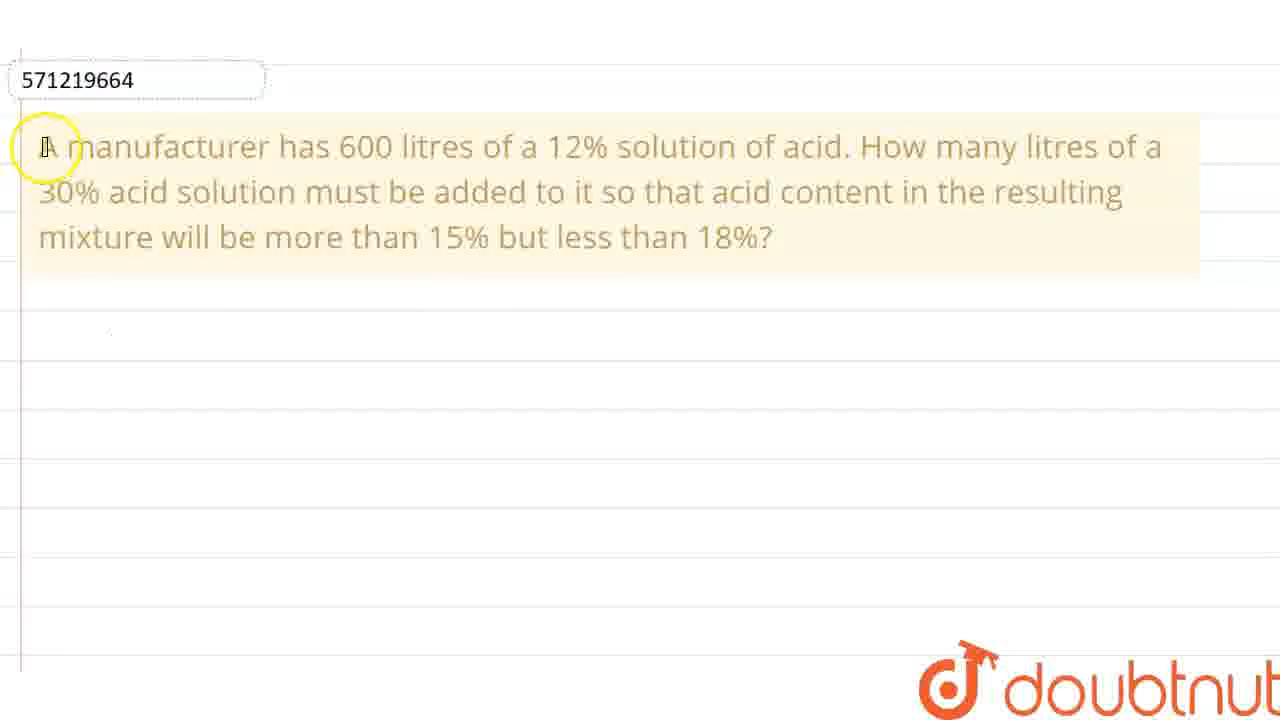 571219664
A manufacturer has 600 litres of a 12% solution of acid. How many litres of a
30% acid solution must be added to it so that acid content in the resulting
mixture will be more than 15% but less than 18%?
doubtnut